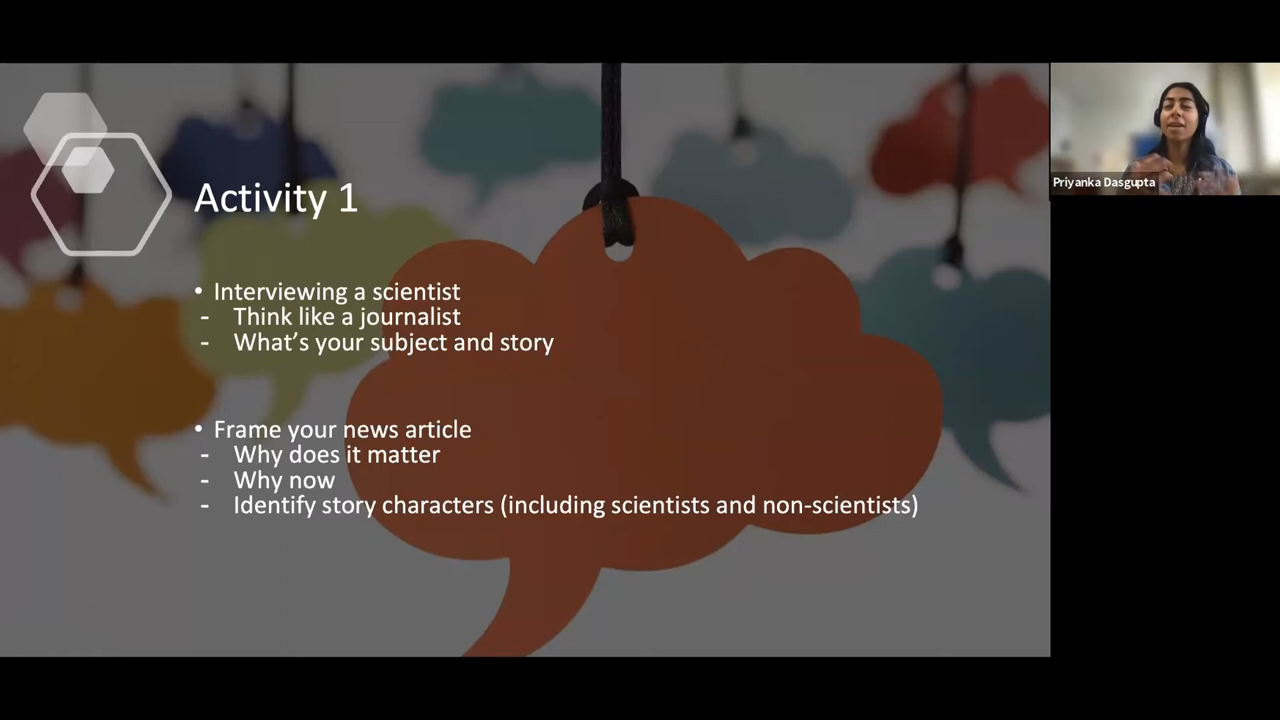 Activity 1
• Interviewing a scientist
- Think like a journalist
- What's your subject and story
• Frame your news article
- Why does it matter
- Why now
- Identify story characters (including scientists and non-scientists)
Priyanka Dasgupta